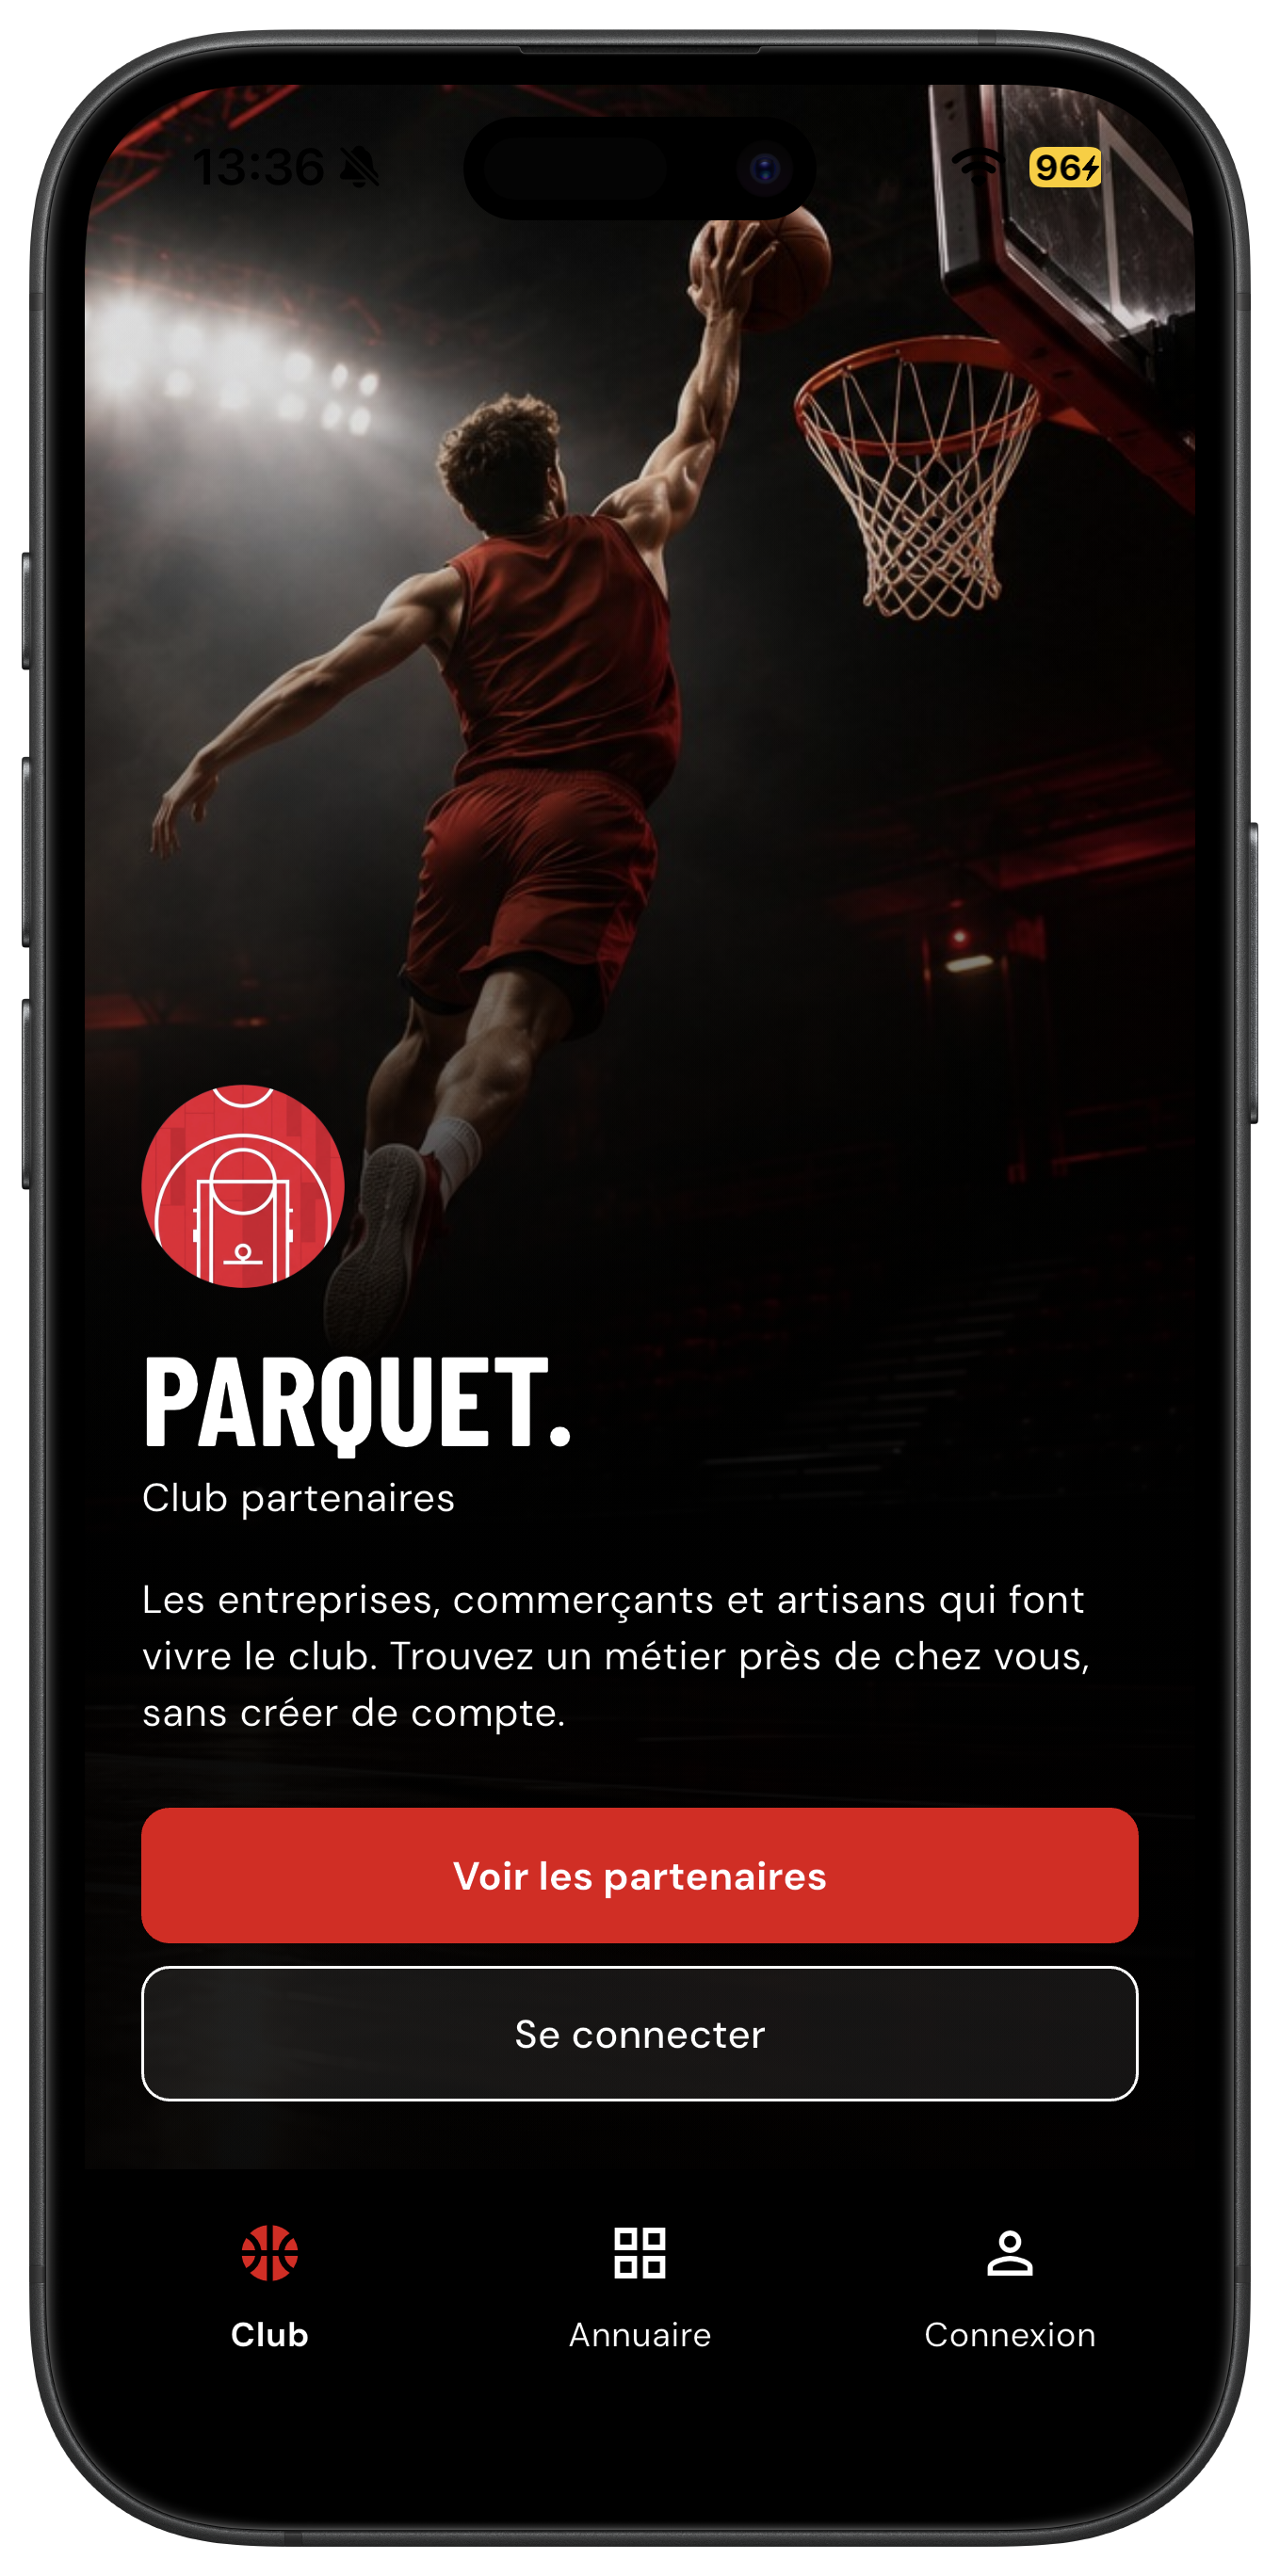 13:36
96
PARQUET.
Club partenaires
Les entreprises, commerçants et artisans qui font
vivre le club. Trouvez un métier près de chez vous,
sans créer de compte.
Voir les partenaires
Se connecter
Club
Annuaire
Connexion